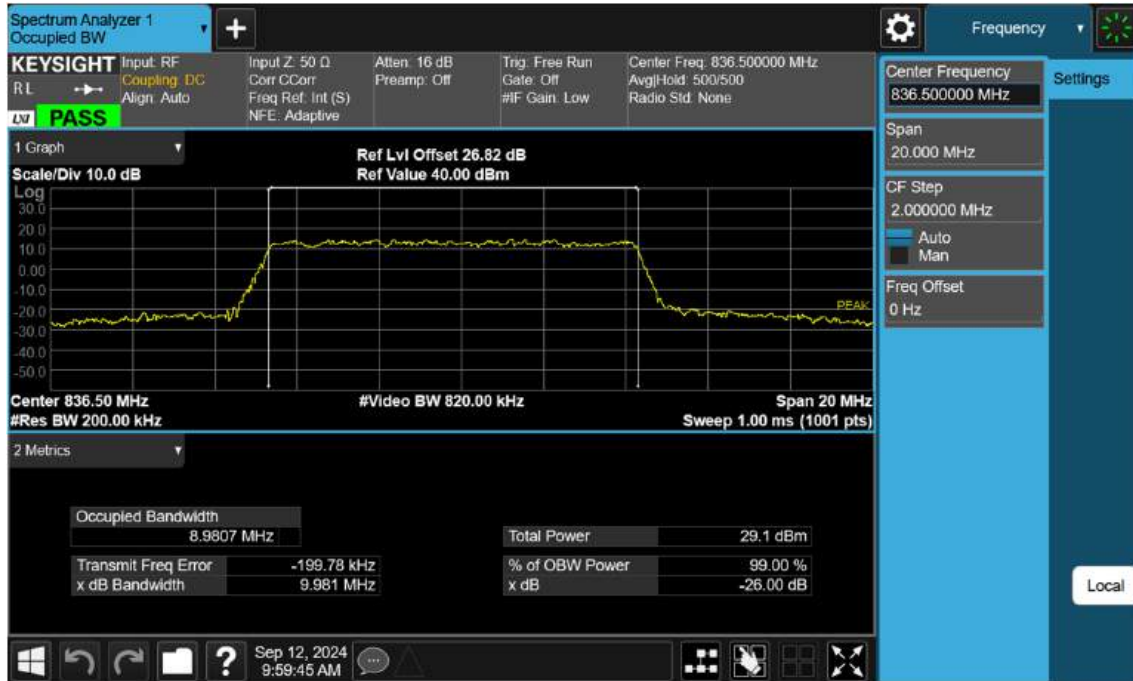 Spectrum Analyzer 1
Occupied BW
+
Frequency
KEYSIGHT
RL
LXI PASS
Input: RF
Coupling: DC
Align: Auto
Input Z: 50 Ω
Corr CCorr
Freq Ref: Int (S)
NFE: Adaptive
Atten: 16 dB
Preamp: Off
Trig: Free Run
Gate: Off
#IF Gain: Low
Center Freq: 836.500000 MHz
Avg|Hold: 500/500
Radio Std: None
1 Graph
Scale/Div 10.0 dB
Ref Lvl Offset 26.82 dB
Ref Value 40.00 dBm
Log
30.0
20.0
10.0
0.00
-10.0
-20.0
-30.0
-40.0
-50.0
PEAK
Center 836.50 MHz
#Video BW 820.00 kHz
Span 20 MHz
#Res BW 200.00 kHz
Sweep 1.00 ms (1001 pts)
2 Metrics
Occupied Bandwidth
8.9807 MHz
Total Power 29.1 dBm
Transmit Freq Error -199.78 kHz
% of OBW Power 99.00 %
x dB Bandwidth 9.981 MHz
x dB -26.00 dB
Center Frequency
836.500000 MHz
Settings
Span
20.000 MHz
CF Step
2.000000 MHz
Auto
Man
Freq Offset
0 Hz
Local
?
Sep 12, 2024
9:59:45 AM